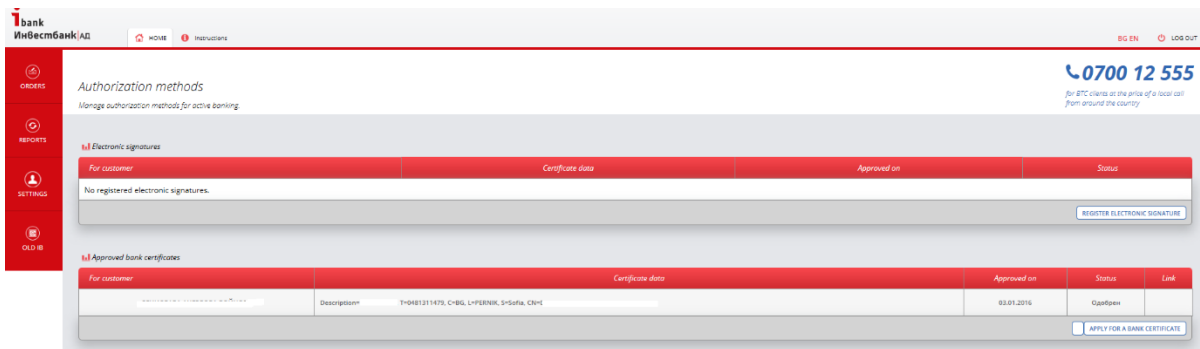 ibank
ИнвестбанК|АД
HOME
Instructions
BG EN
LOG OUT
ORDERS
REPORTS
SETTINGS
OLD IB
Authorization methods
Manage authorization methods for active banking.
0700 12 555
for BTC clients at the price of a local call
from around the country
Electronic signatures
For customer Certificate data Approved on Status
No registered electronic signatures.
REGISTER ELECTRONIC SIGNATURE
Approved bank certificates
For customer Certificate data Approved on Status Link
Description= T=0481311479, C=BG, L=PERNIK, S=Sofia, CN= 03.01.2016 Одобрен
APPLY FOR A BANK CERTIFICATE